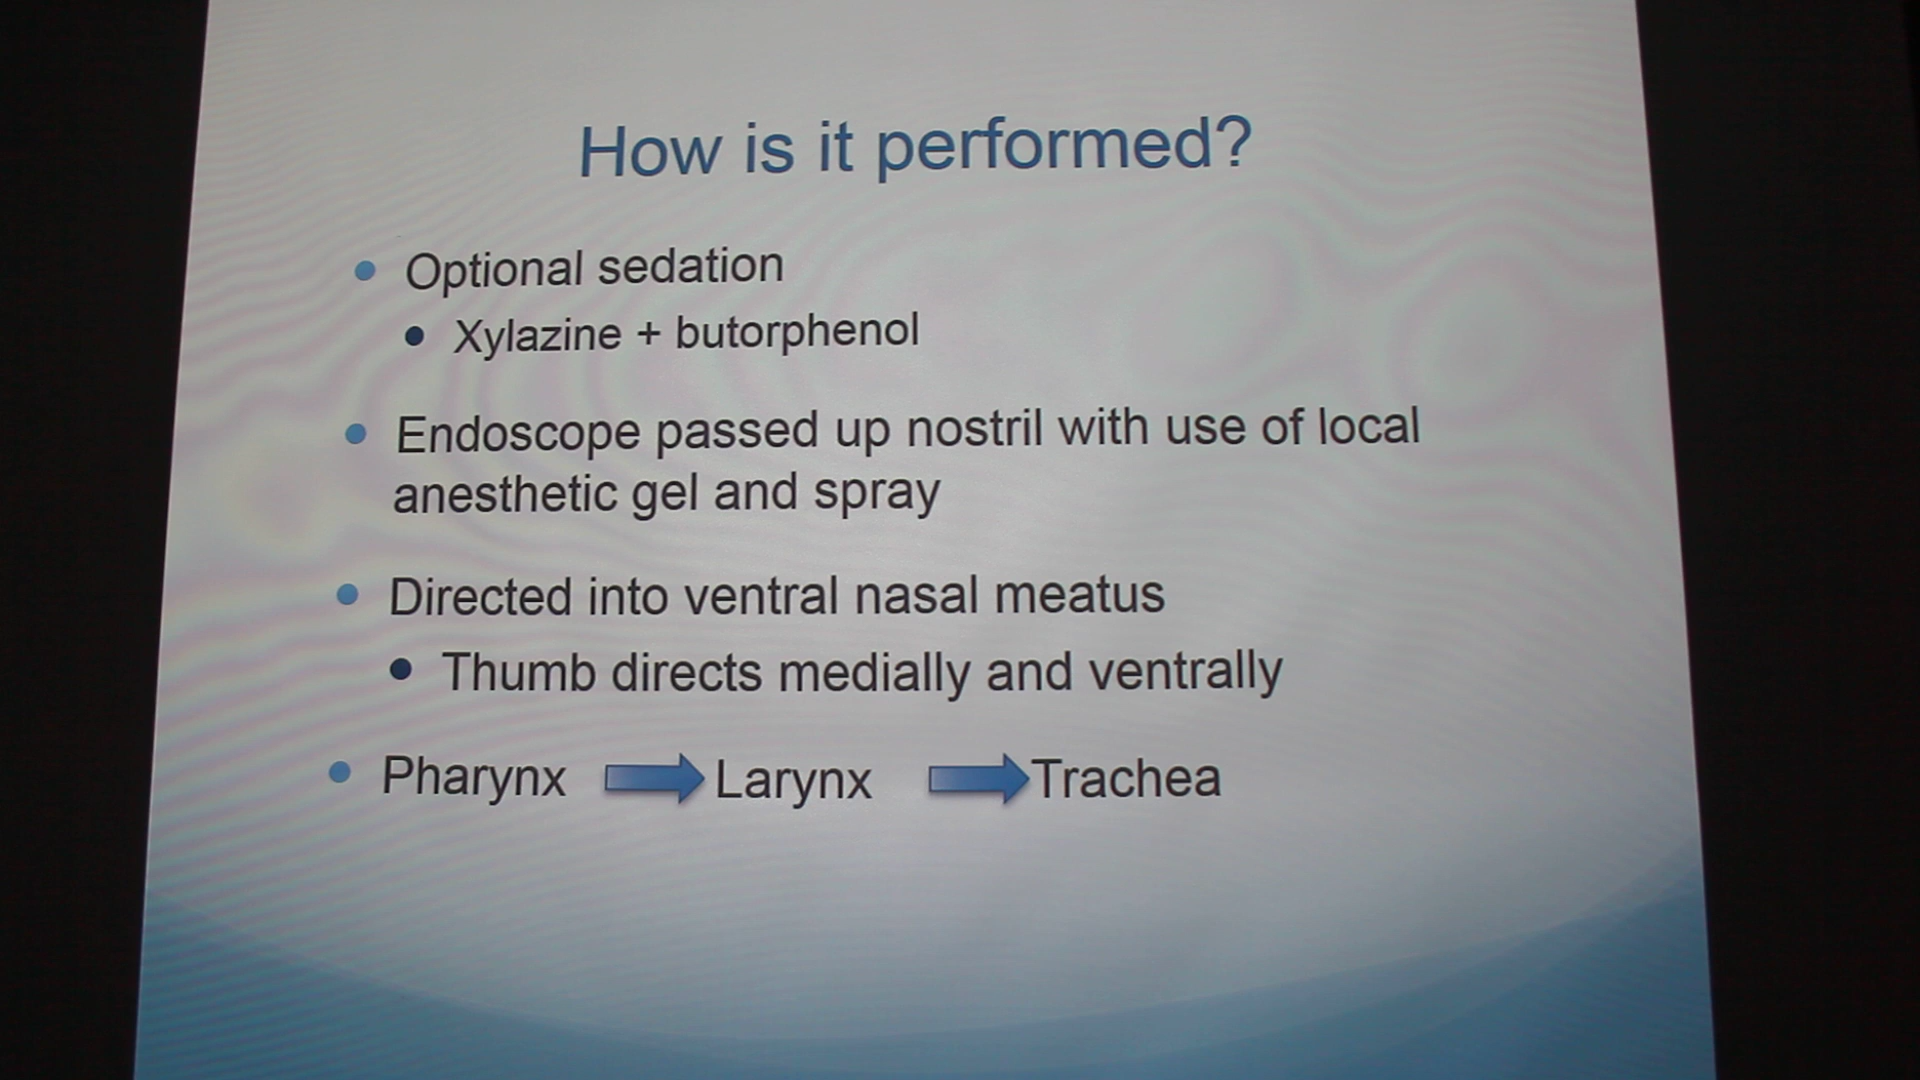 How is it performed?
Optional sedation
Xylazine + butorphenol
Endoscope passed up nostril with use of local
anesthetic gel and spray
Directed into ventral nasal meatus
Thumb directs medially and ventrally
Pharynx Larynx Trachea